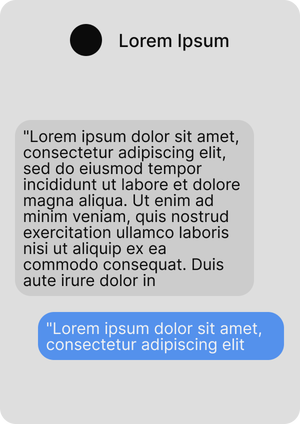 Lorem Ipsum
"Lorem ipsum dolor sit amet,
consectetur adipiscing elit,
sed do eiusmod tempor
incididunt ut labore et dolore
magna aliqua. Ut enim ad
minim veniam, quis nostrud
exercitation ullamco laboris
nisi ut aliquip ex ea
commodo consequat. Duis
aute irure dolor in
"Lorem ipsum dolor sit amet,
consectetur adipiscing elit